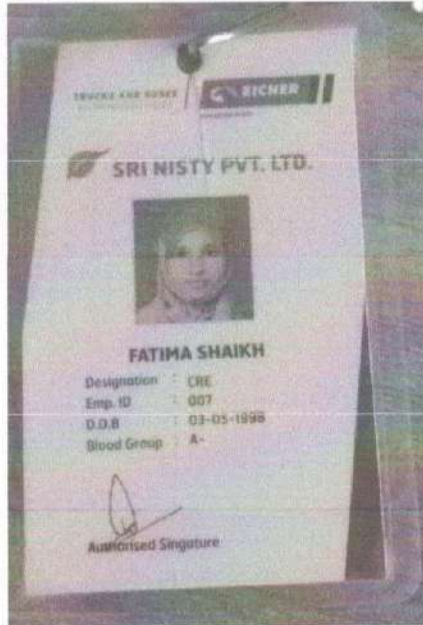 TRUCKS AND BUSES
EICHER
SRI NISTY PVT. LTD.
FATIMA SHAIKH
Designation : CRE
Emp. ID : 007
D.O.B : 03-05-1998
Blood Group : A-
Authorised Singature